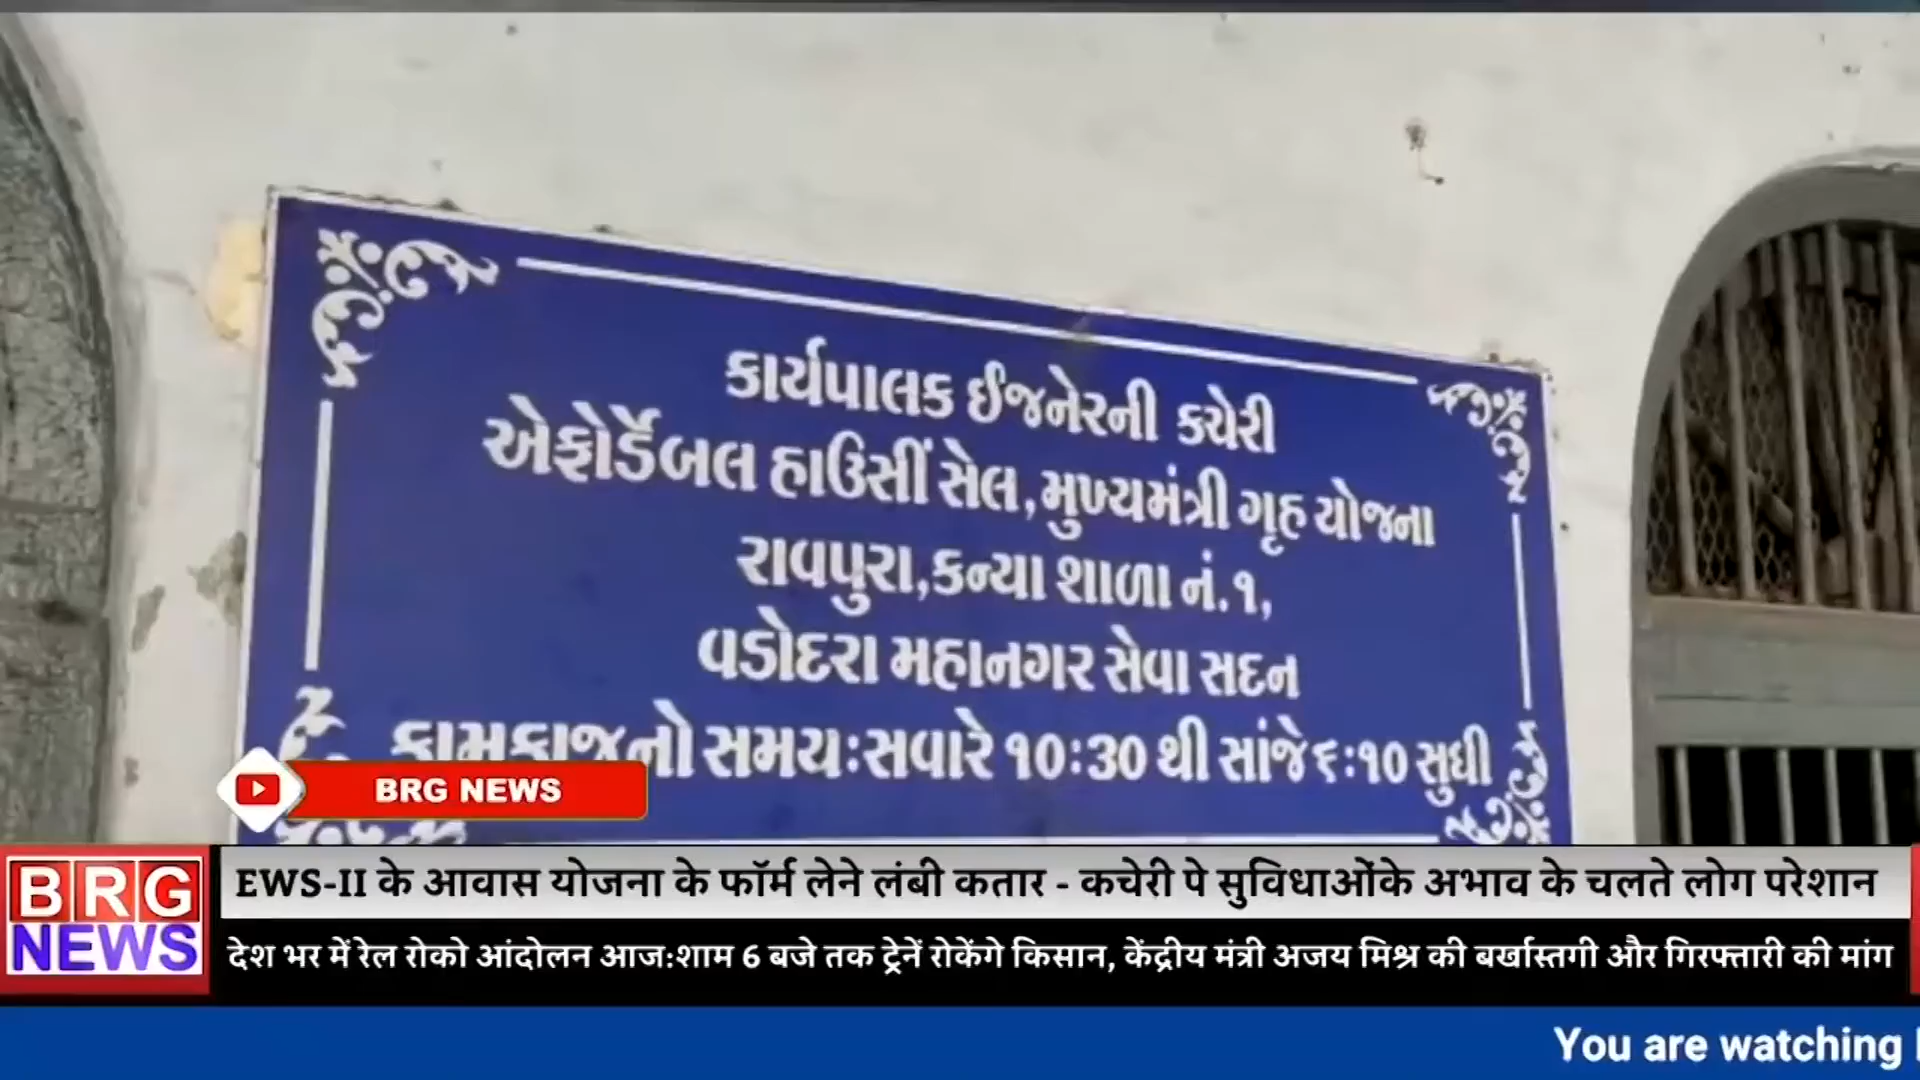 કાર્યપાલક ઈજનેરની કચેરી
એફોર્ડેબલ હાઉસીં સેલ,મુખ્યમંત્રી ગૃહ યોજના
રાવપુરા,કન્યા શાળા નં.૧,
વડોદરા મહાનગર સેવા સદન
કામકાજનો સમય:સવારે ૧૦:૩૦ થી સાંજે ૬:૧૦ સુધી
BRG NEWS
BRG
NEWS
EWS-II के आवास योजना के फॉर्म लेने लंबी कतार - कचेरी पे सुविधाओंके अभाव के चलते लोग परेशान
देश भर में रेल रोको आंदोलन आज:शाम 6 बजे तक ट्रेनें रोकेंगे किसान, केंद्रीय मंत्री अजय मिश्र की बर्खास्तगी और गिरफ्तारी की मांग
You are watching